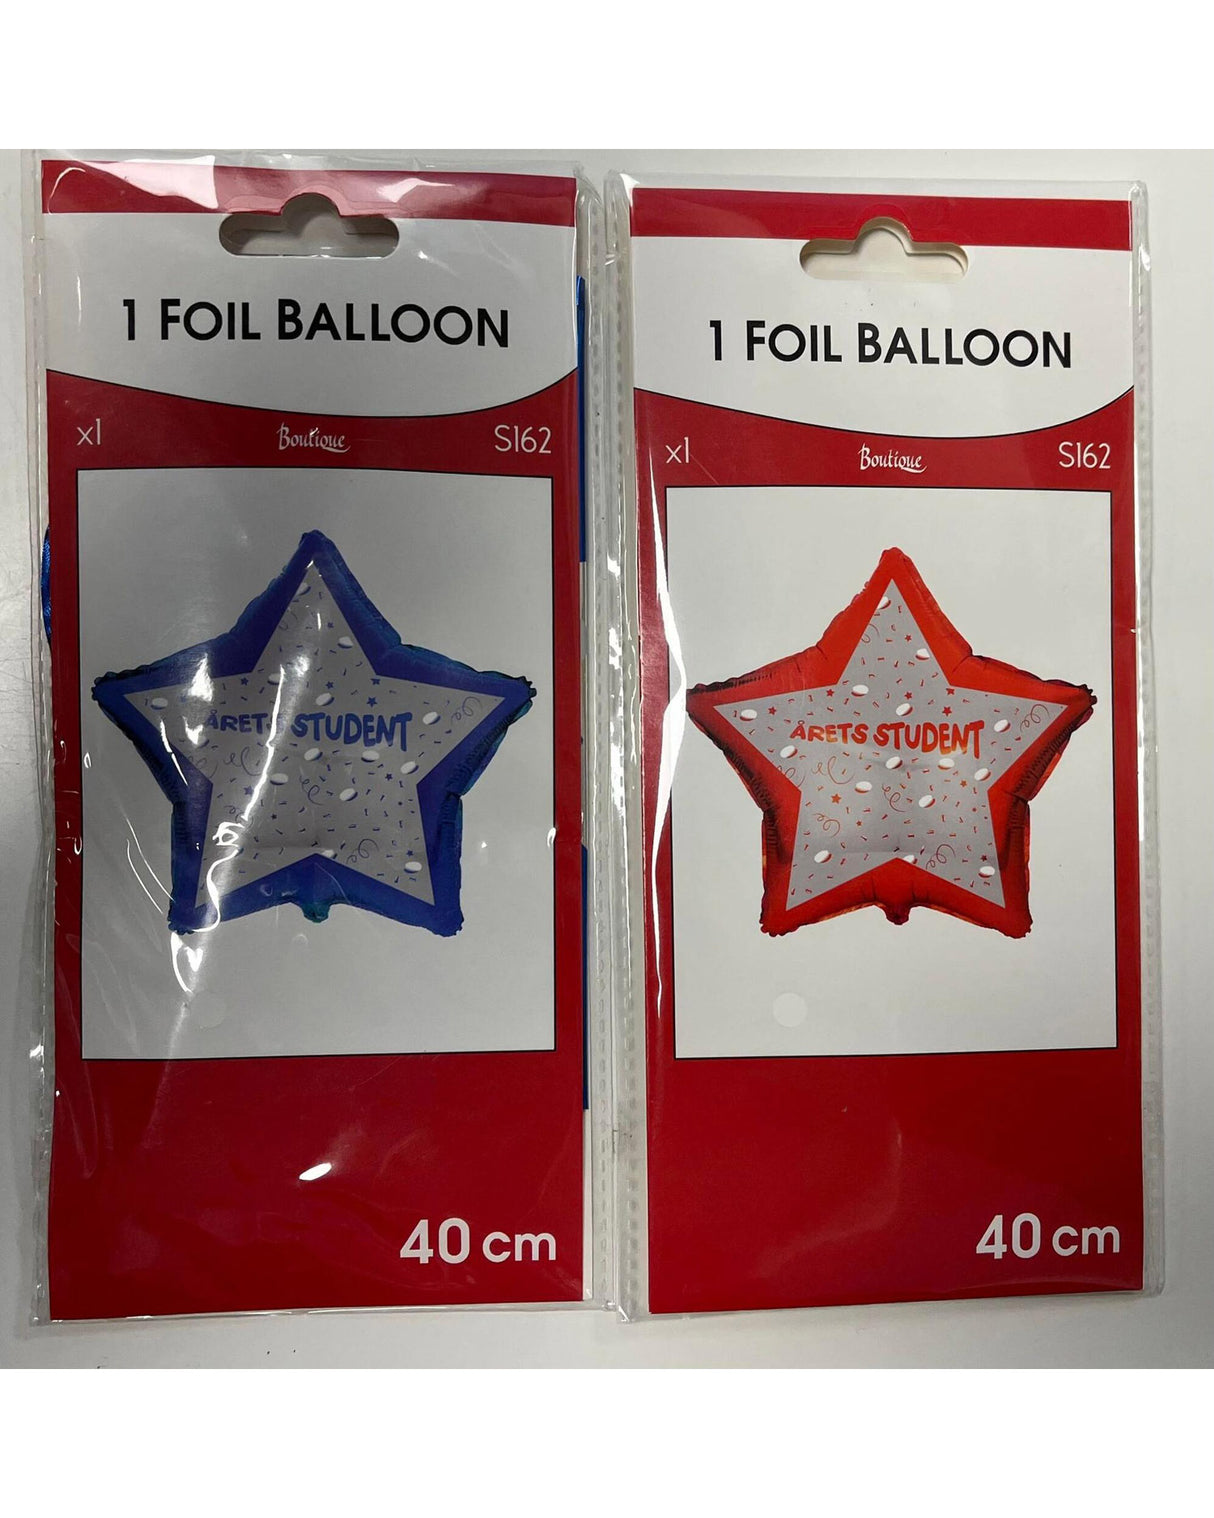 1 FOIL BALLOON
x1 Boutique S162
ÅRETS STUDENT
40 cm
1 FOIL BALLOON
x1 Boutique S162
ÅRETS STUDENT
40 cm